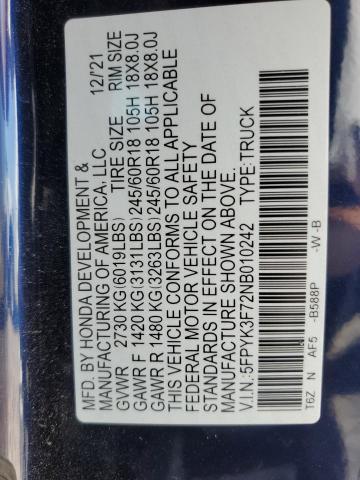 MFD. BY HONDA DEVELOPMENT &
MANUFACTURING OF AMERICA, LLC 12/'21
GVWR 2730 KG(6019LBS) TIRE SIZE RIM SIZE
GAWR F 1420 KG(3131LBS)245/60R18 105H 18X8.0J
GAWR R 1480 KG(3263LBS)245/60R18 105H 18X8.0J
THIS VEHICLE CONFORMS TO ALL APPLICABLE
FEDERAL MOTOR VEHICLE SAFETY
STANDARDS IN EFFECT ON THE DATE OF
MANUFACTURE SHOWN ABOVE.
V.I.N.:5FPYK3F72NB010242 TYPE:TRUCK
T6Z N AF5 -B588P -W -B